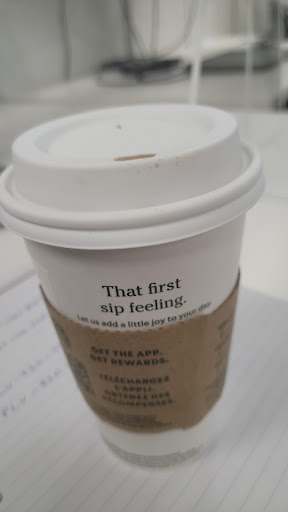 That first
sip feeling.
Let us add a little joy to your day
GET THE APP.
GET REWARDS.
TÉLÉCHARGEZ
L'APPLI.
OBTENEZ DES
RÉCOMPENSES.